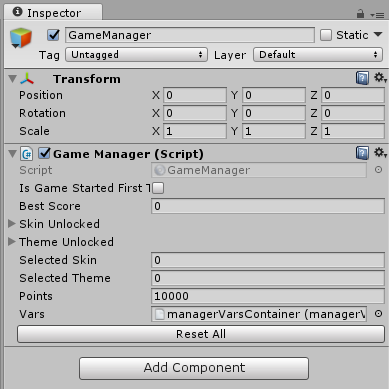 Inspector
GameManager Static
Tag Untagged Layer Default
Transform
Position X 0 Y 0 Z 0
Rotation X 0 Y 0 Z 0
Scale X 1 Y 1 Z 1
C# Game Manager (Script)
Script GameManager
Is Game Started First T
Best Score 0
Skin Unlocked
Theme Unlocked
Selected Skin 0
Selected Theme 0
Points 10000
Vars managerVarsContainer (managerV
Reset All
Add Component